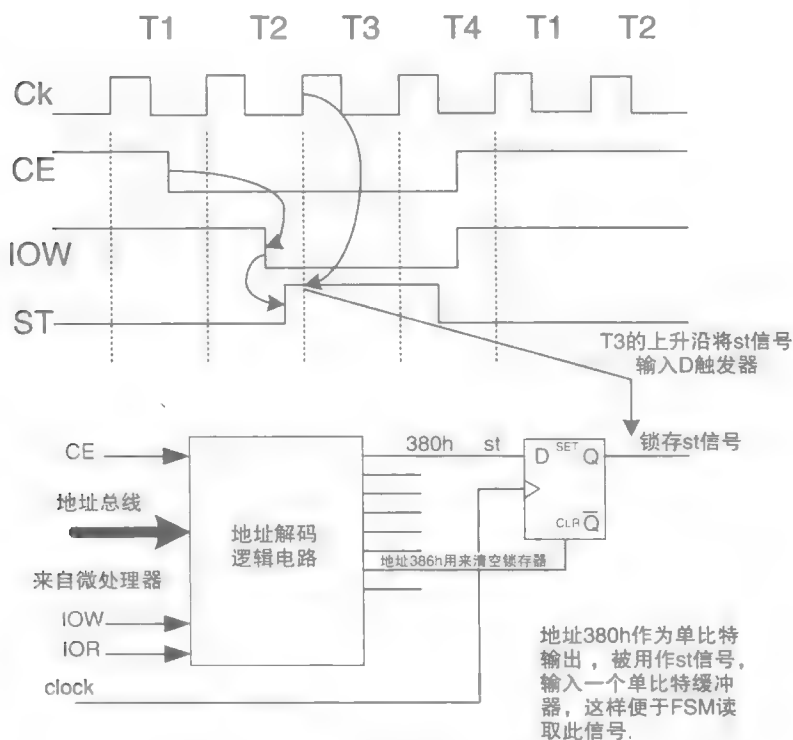 T1 T2 T3 T4 T1 T2
Ck
CE
IOW
ST
T3的上升沿将st信号
输入D触发器
CE
地址总线
来自微处理器
IOW
IOR
clock
地址解码
逻辑电路
380h st
地址386h用来清空锁存器
D SET Q
CLR Q̅
锁存st信号
地址380h作为单比特
输出，被用作st信号，
输入一个单比特缓冲
器，这样便于FSM读
取此信号.